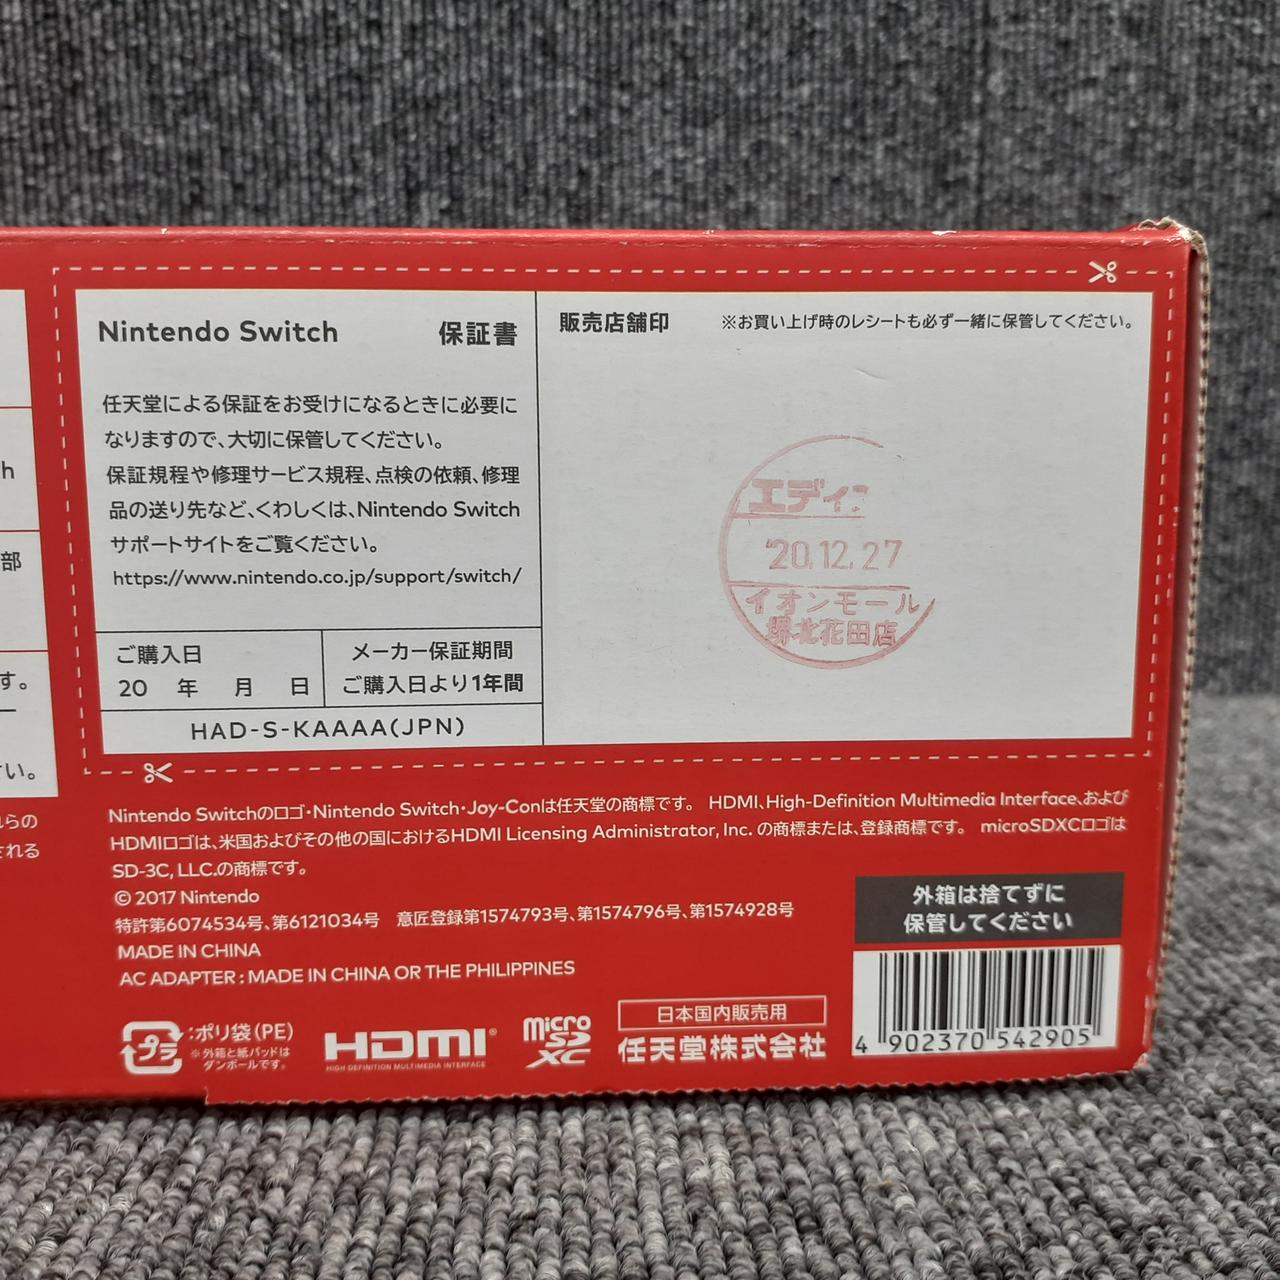 Nintendo Switch 保証書
任天堂による保証をお受けになるときに必要に
なりますので、大切に保管してください。
保証規程や修理サービス規程、点検の依頼、修理
品の送り先など、くわしくは、Nintendo Switch
サポートサイトをご覧ください。
https://www.nintendo.co.jp/support/switch/
ご購入日
20 年 月 日
メーカー保証期間
ご購入日より1年間
HAD-S-KAAAA(JPN)
販売店舗印 ※お買い上げ時のレシートも必ず一緒に保管してください。
エディ
'20.12.27
イオンモール
堺北花田店
h
部
す。
い。
らの
される
Nintendo Switchのロゴ・Nintendo Switch・Joy-Conは任天堂の商標です。 HDMI、High-Definition Multimedia Interface、および
HDMIロゴは、米国およびその他の国におけるHDMI Licensing Administrator, Inc. の商標または、登録商標です。 microSDXCロゴは
SD-3C, LLC.の商標です。
© 2017 Nintendo
特許第6074534号、第6121034号 意匠登録第1574793号、第1574796号、第1574928号
MADE IN CHINA
AC ADAPTER : MADE IN CHINA OR THE PHILIPPINES
プラ :ポリ袋(PE)
※外箱と紙パッドは
ダンボールです。
HDMI®
HIGH-DEFINITION MULTIMEDIA INTERFACE
micro
SD
XC
日本国内販売用
任天堂株式会社
外箱は捨てずに
保管してください
4 902370 542905